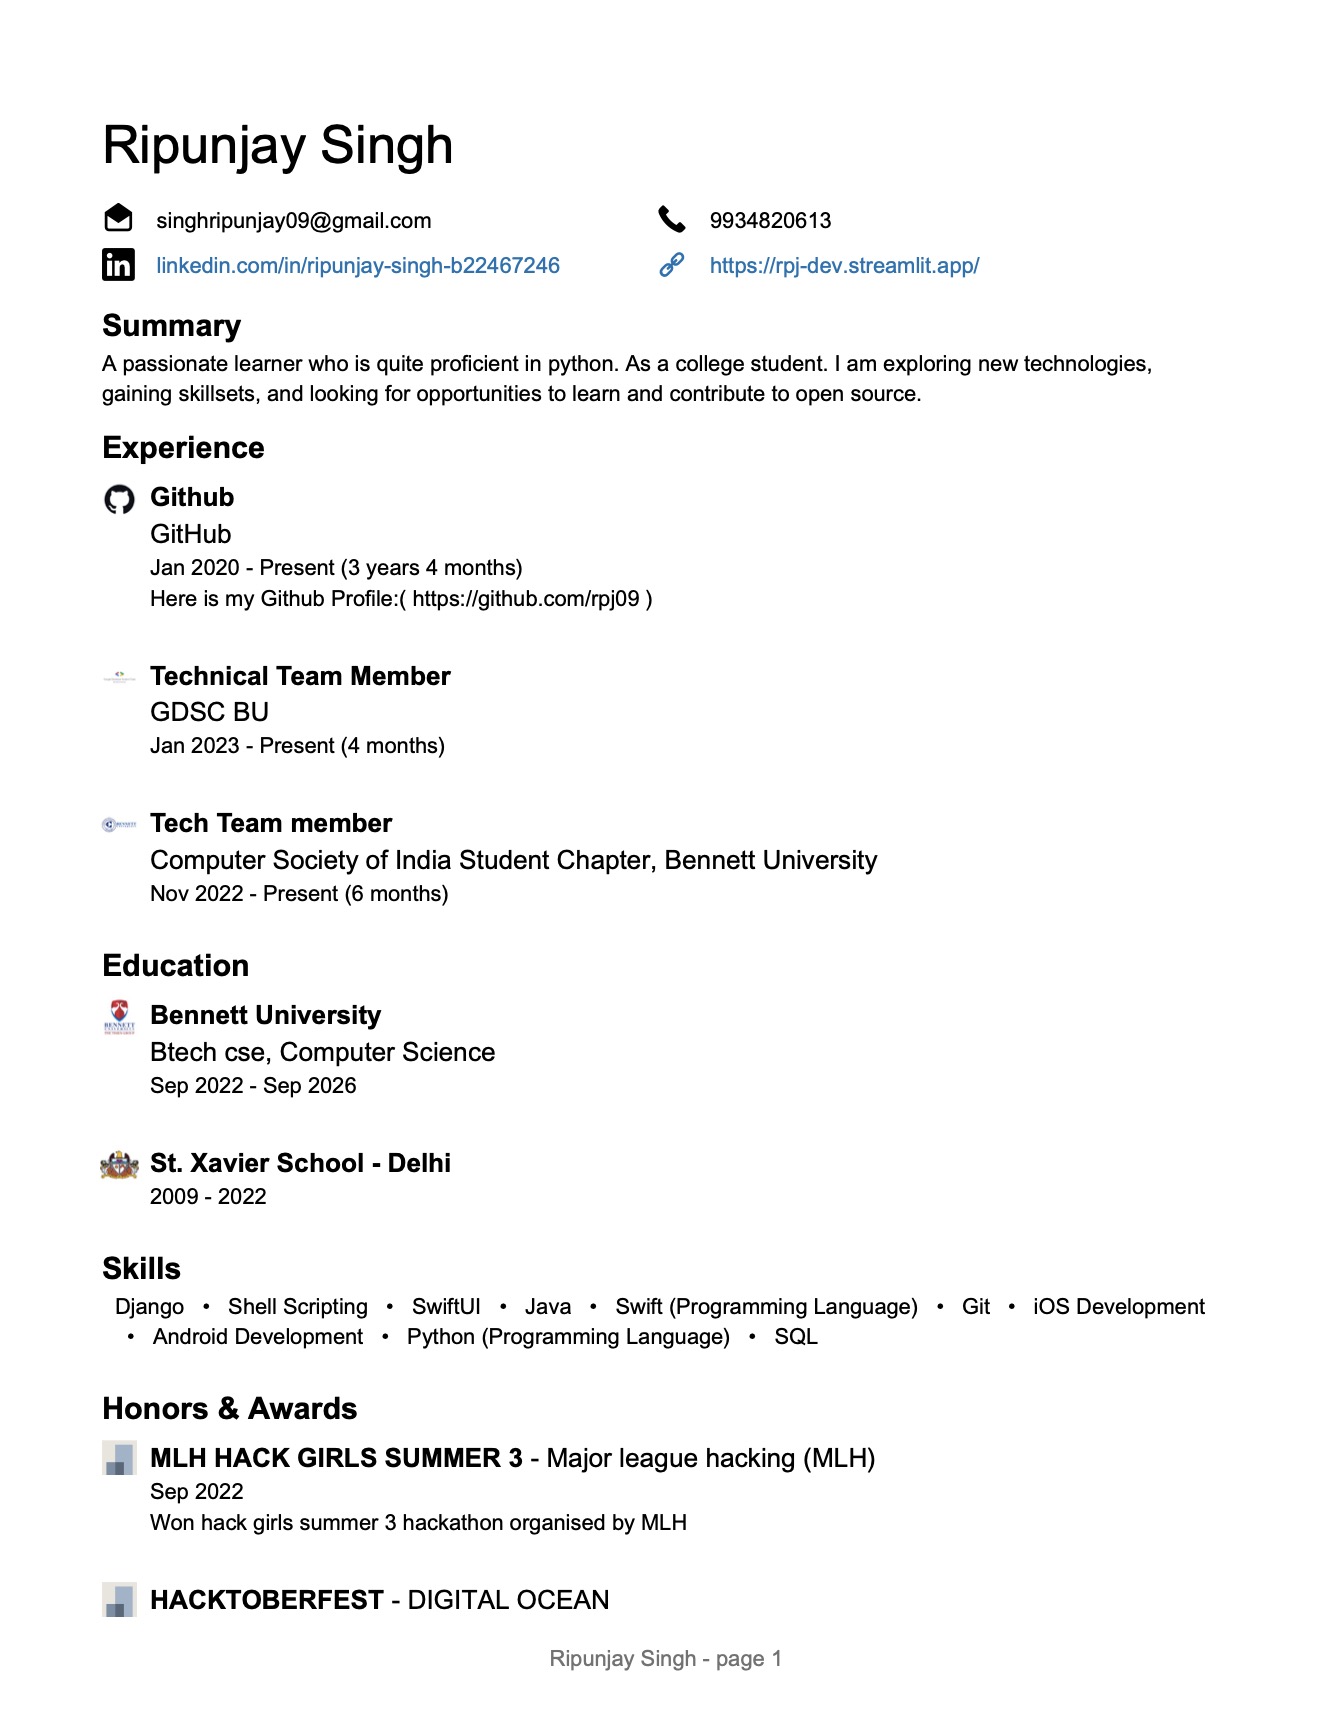 Ripunjay Singh
singhripunjay09@gmail.com 9934820613
linkedin.com/in/ripunjay-singh-b22467246 https://rpj-dev.streamlit.app/
Summary
A passionate learner who is quite proficient in python. As a college student. I am exploring new technologies,
gaining skillsets, and looking for opportunities to learn and contribute to open source.
Experience
Github
GitHub
Jan 2020 - Present (3 years 4 months)
Here is my Github Profile:( https://github.com/rpj09 )
Technical Team Member
GDSC BU
Jan 2023 - Present (4 months)
Tech Team member
Computer Society of India Student Chapter, Bennett University
Nov 2022 - Present (6 months)
Education
Bennett University
Btech cse, Computer Science
Sep 2022 - Sep 2026
St. Xavier School - Delhi
2009 - 2022
Skills
Django • Shell Scripting • SwiftUI • Java • Swift (Programming Language) • Git • iOS Development
• Android Development • Python (Programming Language) • SQL
Honors & Awards
MLH HACK GIRLS SUMMER 3 - Major league hacking (MLH)
Sep 2022
Won hack girls summer 3 hackathon organised by MLH
HACKTOBERFEST - DIGITAL OCEAN
Ripunjay Singh - page 1